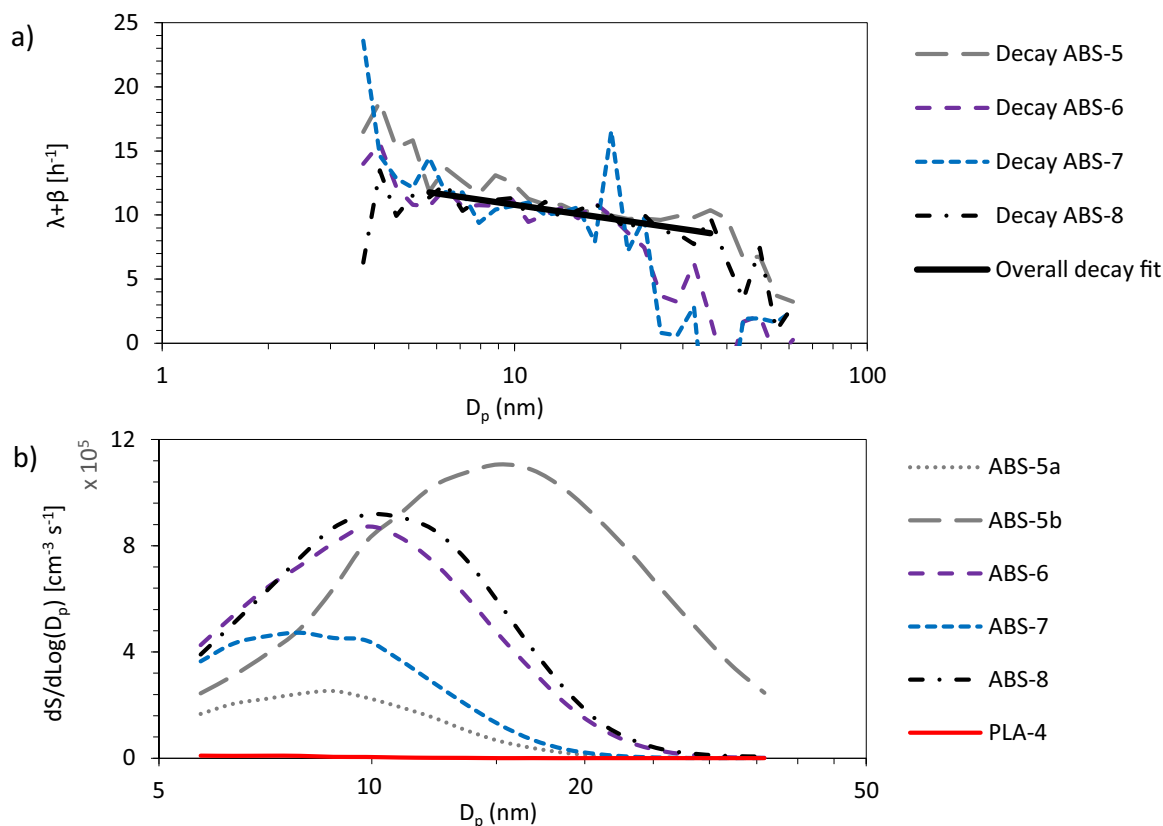 a)
25
20
15
10
5
0
λ+β [h⁻¹]
1
10
100
Dₚ (nm)
Decay ABS-5
Decay ABS-6
Decay ABS-7
Decay ABS-8
Overall decay fit
b)
x 10⁵
12
8
4
0
dS/dLog(Dₚ) [cm⁻³ s⁻¹]
5
10
20
50
Dₚ (nm)
ABS-5a
ABS-5b
ABS-6
ABS-7
ABS-8
PLA-4